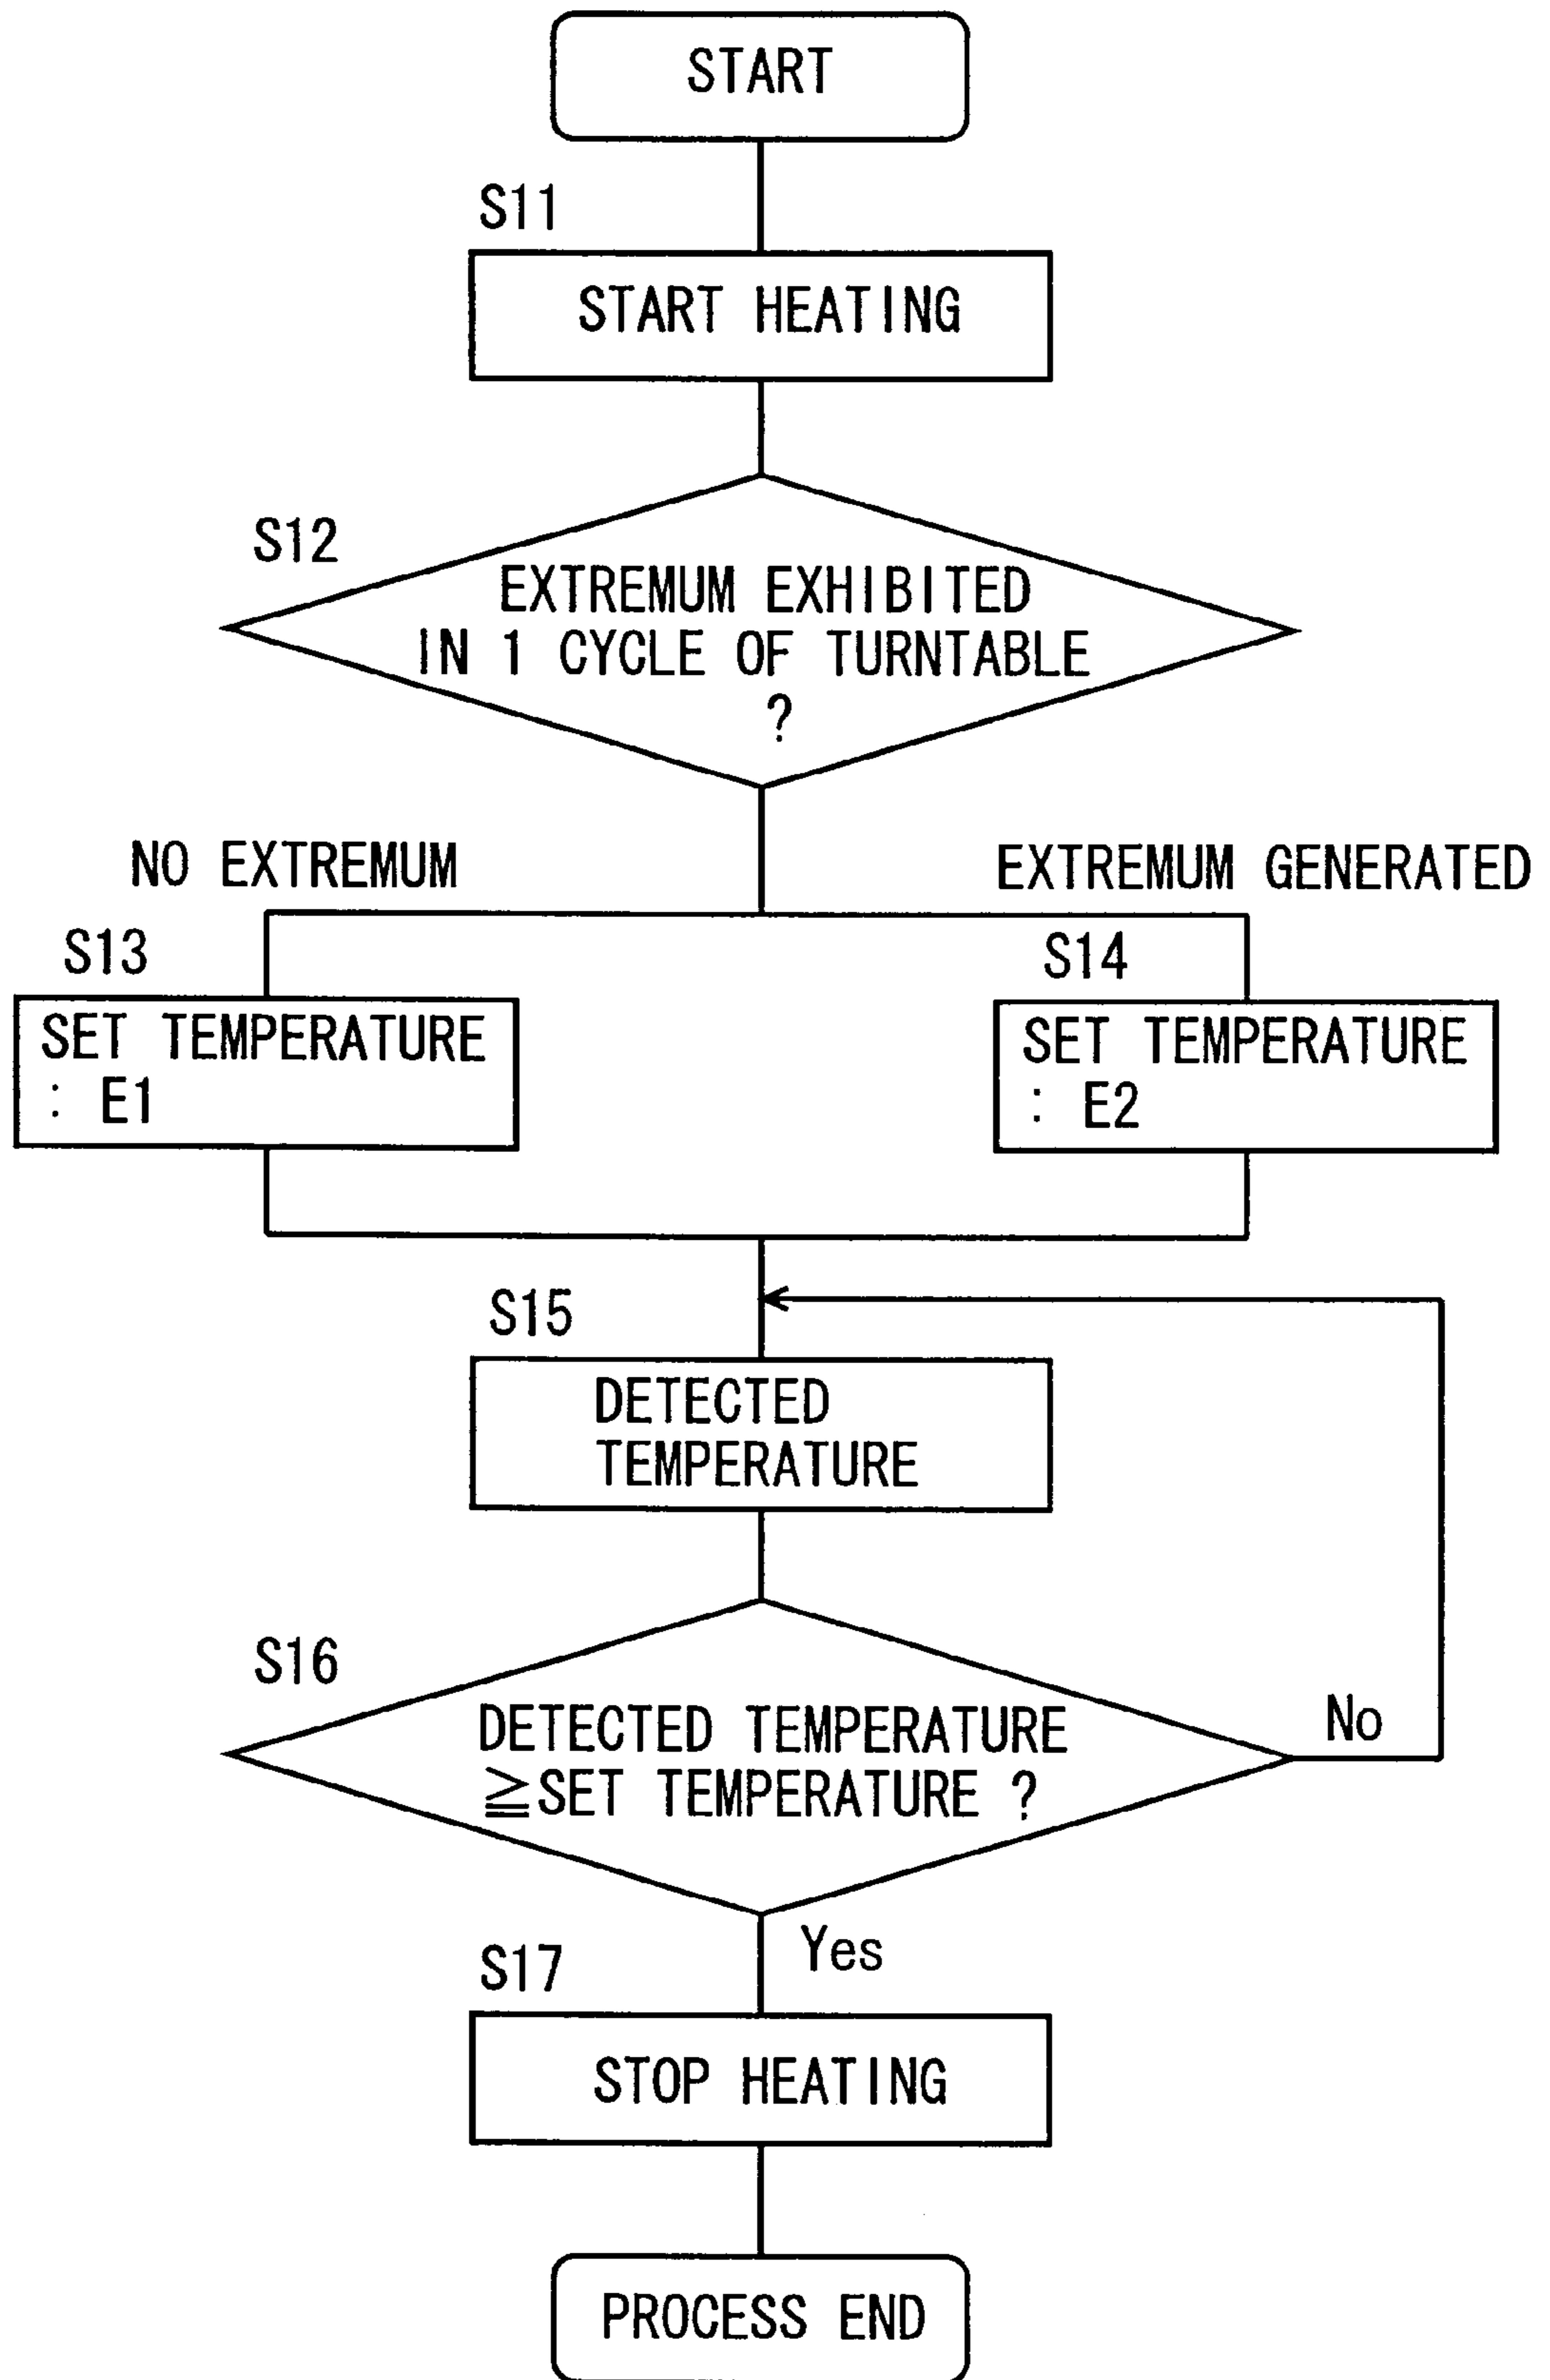 START
S11
START HEATING
S12
EXTREMUM EXHIBITED
IN 1 CYCLE OF TURNTABLE
?
NO EXTREMUM
EXTREMUM GENERATED
S13
S14
SET TEMPERATURE
: E1
SET TEMPERATURE
: E2
S15
DETECTED
TEMPERATURE
S16
DETECTED TEMPERATURE
≧SET TEMPERATURE ?
No
Yes
S17
STOP HEATING
PROCESS END